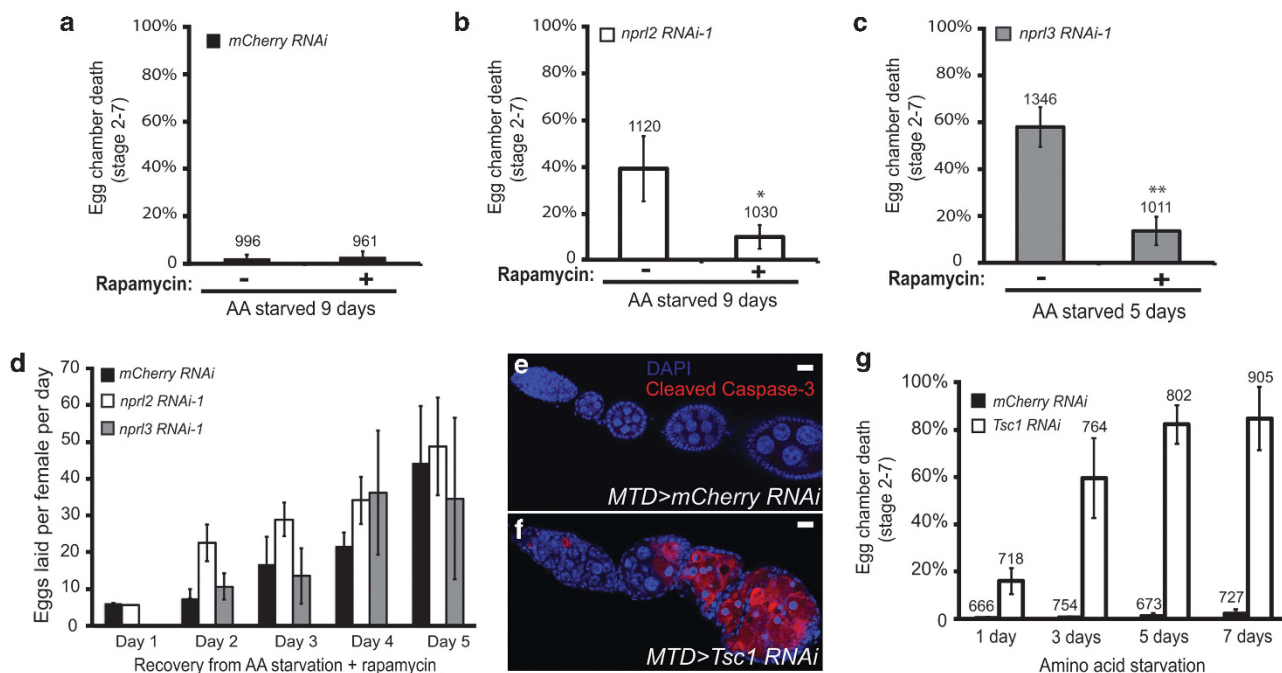 a
mCherry RNAi
Egg chamber death
(stage 2-7)
100%
80%
60%
40%
20%
0
996
961
Rapamycin:
-
+
AA starved 9 days
b
nprl2 RNAi-1
Egg chamber death
(stage 2-7)
100%
80%
60%
40%
20%
0
1120
*
1030
Rapamycin:
-
+
AA starved 9 days
c
nprl3 RNAi-1
Egg chamber death
(stage 2-7)
100%
80%
60%
40%
20%
0
1346
**
1011
Rapamycin:
-
+
AA starved 5 days
d
mCherry RNAi
nprl2 RNAi-1
nprl3 RNAi-1
Eggs laid per female per day
70
60
50
40
30
20
10
0
Day 1
Day 2
Day 3
Day 4
Day 5
Recovery from AA starvation + rapamycin
e
DAPI
Cleaved Caspase-3
MTD>mCherry RNAi
f
MTD>Tsc1 RNAi
g
mCherry RNAi
Tsc1 RNAi
Egg chamber death
(stage 2-7)
100%
80%
60%
40%
20%
0
666
718
754
764
673
802
727
905
1 day
3 days
5 days
7 days
Amino acid starvation